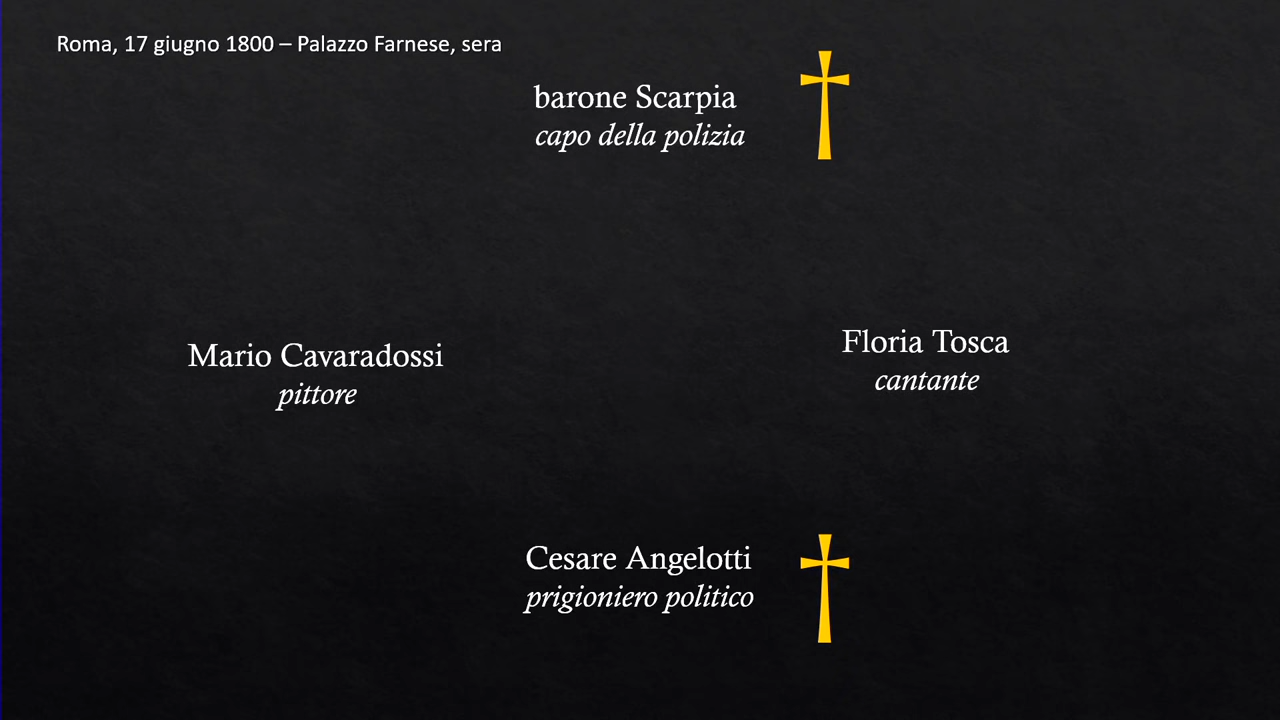 Roma, 17 giugno 1800 – Palazzo Farnese, sera
barone Scarpia
capo della polizia
Mario Cavaradossi
pittore
Floria Tosca
cantante
Cesare Angelotti
prigioniero politico